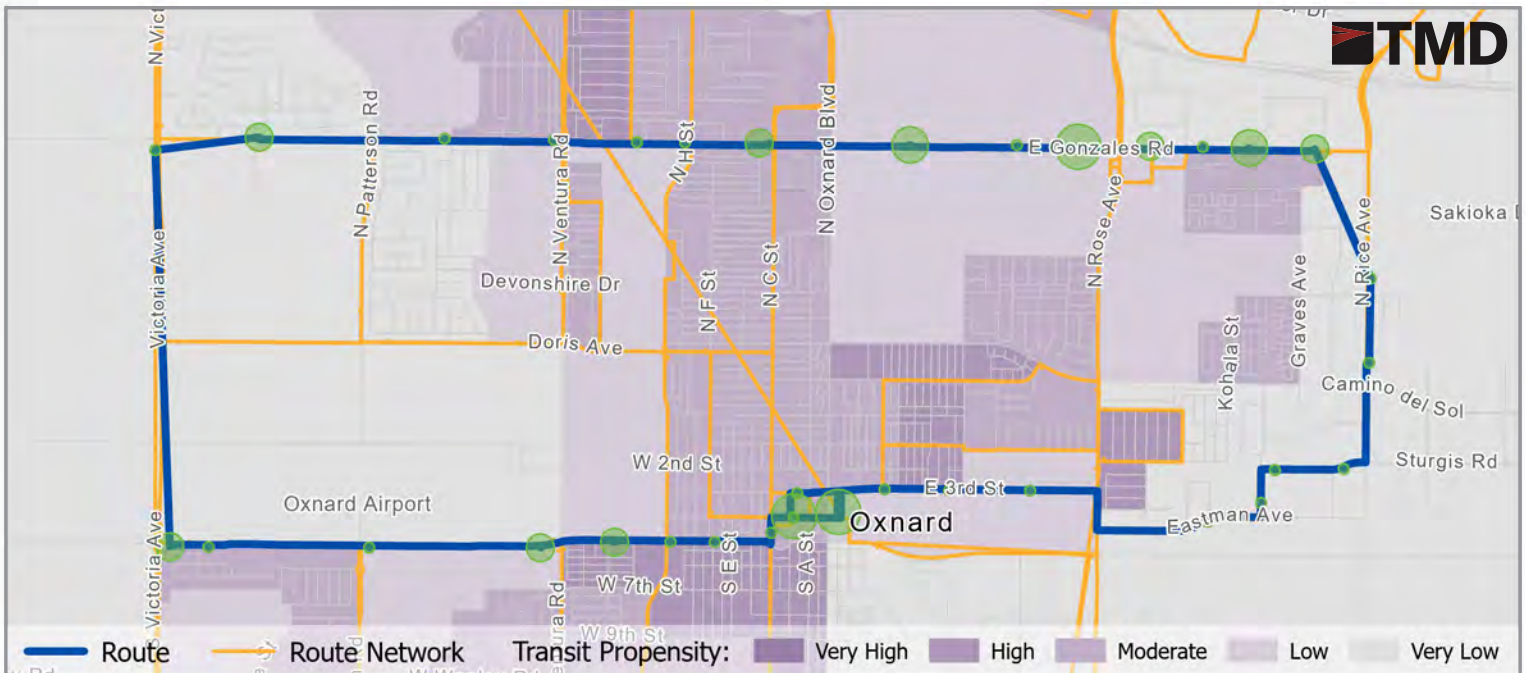 TMD
N Vict
N Patterson Rd
N Ventura Rd
N H St
N Oxnard Blvd
E Gonzales Rd
N Rose Ave
Sakioka D
N Rice Ave
Graves Ave
Kohala St
Camino del Sol
Victoria Ave
Devonshire Dr
Doris Ave
N F St
N C St
W 2nd St
Sturgis Rd
E 3rd St
Eastman Ave
Oxnard Airport
Oxnard
S Victoria Ave
S E St
S A St
W 7th St
W 9th St
entura Rd
Route
Route Network
Transit Propensity:
Very High
High
Moderate
Low
Very Low